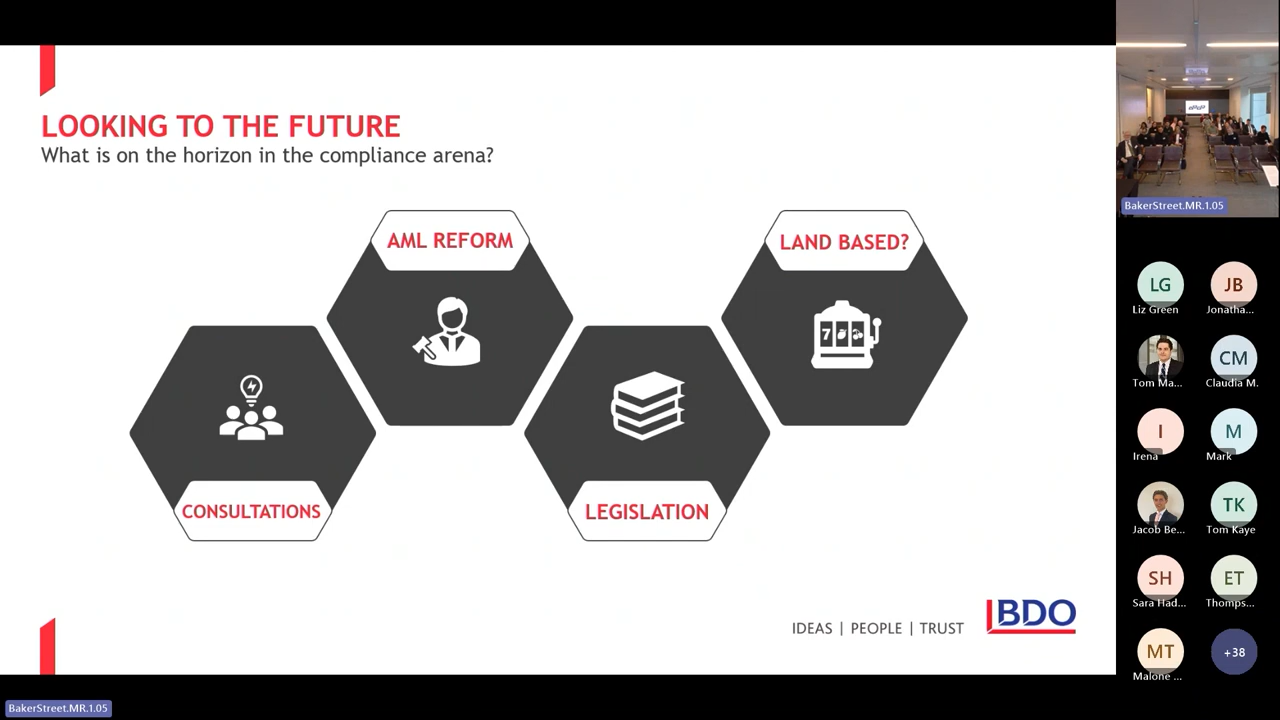 LOOKING TO THE FUTURE
What is on the horizon in the compliance arena?
AML REFORM
LAND BASED?
7
CONSULTATIONS
LEGISLATION
IDEAS | PEOPLE | TRUST
BDO
BakerStreet.MR.1.05
BakerStreet.MR.1.05
LG
JB
Liz Green
Jonatha...
CM
Tom Ma...
Claudia M.
I
M
Irena
Mark
TK
Jacob Be...
Tom Kaye
SH
ET
Sara Had...
Thomps...
MT
+38
Malone ...